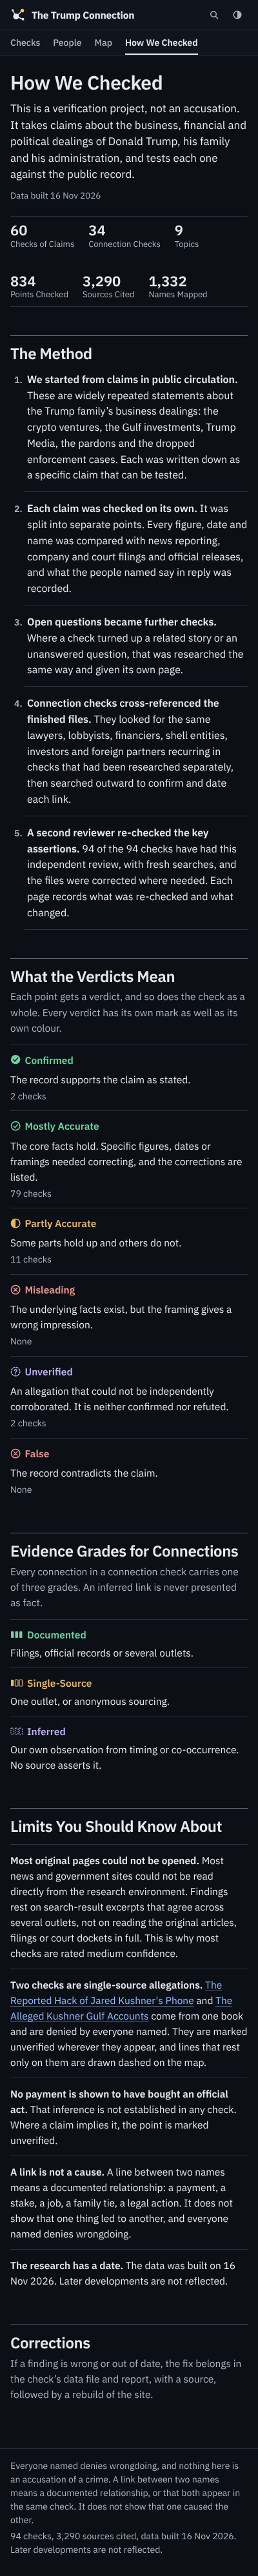 The Trump Connection
Checks People Map How We Checked
How We Checked
This is a verification project, not an accusation.
It takes claims about the business, financial and
political dealings of Donald Trump, his family
and his administration, and tests each one
against the public record.
Data built 16 Nov 2026
60 34 9
Checks of Claims Connection Checks Topics
834 3,290 1,332
Points Checked Sources Cited Names Mapped
The Method
1. We started from claims in public circulation.
These are widely repeated statements about
the Trump family's business dealings: the
crypto ventures, the Gulf investments, Trump
Media, the pardons and the dropped
enforcement cases. Each was written down as
a specific claim that can be tested.
2. Each claim was checked on its own. It was
split into separate points. Every figure, date and
name was compared with news reporting,
company and court filings and official releases,
and with what the people named say in reply was
recorded.
3. Open questions became further checks.
Where a check turned up a related story or an
unanswered question, that was researched the
same way and given its own page.
4. Connection checks cross-referenced the
finished files. They looked for the same
lawyers, lobbyists, financiers, shell entities,
investors and foreign partners recurring in
checks that had been researched separately,
then searched outward to confirm and date
each link.
5. A second reviewer re-checked the key
assertions. 94 of the 94 checks have had this
independent review, with fresh searches, and
the files were corrected where needed. Each
page records what was re-checked and what
changed.
What the Verdicts Mean
Each point gets a verdict, and so does the check as a
whole. Every verdict has its own mark as well as its
own colour.
Confirmed
The record supports the claim as stated.
2 checks
Mostly Accurate
The core facts hold. Specific figures, dates or
framings needed correcting, and the corrections are
listed.
79 checks
Partly Accurate
Some parts hold up and others do not.
11 checks
Misleading
The underlying facts exist, but the framing gives a
wrong impression.
None
Unverified
An allegation that could not be independently
corroborated. It is neither confirmed nor refuted.
2 checks
False
The record contradicts the claim.
None
Evidence Grades for Connections
Every connection in a connection check carries one
of three grades. An inferred link is never presented
as fact.
Documented
Filings, official records or several outlets.
Single-Source
One outlet, or anonymous sourcing.
Inferred
Our own observation from timing or co-occurrence.
No source asserts it.
Limits You Should Know About
Most original pages could not be opened. Most
news and government sites could not be read
directly from the research environment. Findings
rest on search-result excerpts that agree across
several outlets, not on reading the original articles,
filings or court dockets in full. This is why most
checks are rated medium confidence.
Two checks are single-source allegations. The
Reported Hack of Jared Kushner's Phone and The
Alleged Kushner Gulf Accounts come from one book
and are denied by everyone named. They are marked
unverified wherever they appear, and lines that rest
only on them are drawn dashed on the map.
No payment is shown to have bought an official
act. That inference is not established in any check.
Where a claim implies it, the point is marked
unverified.
A link is not a cause. A line between two names
means a documented relationship: a payment, a
stake, a job, a family tie, a legal action. It does not
show that one thing led to another, and everyone
named denies wrongdoing.
The research has a date. The data was built on 16
Nov 2026. Later developments are not reflected.
Corrections
If a finding is wrong or out of date, the fix belongs in
the check's data file and report, with a source,
followed by a rebuild of the site.
Everyone named denies wrongdoing, and nothing here is
an accusation of a crime. A link between two names
means a documented relationship, or that both appear in
the same check. It does not show that one caused the
other.
94 checks, 3,290 sources cited, data built 16 Nov 2026.
Later developments are not reflected.